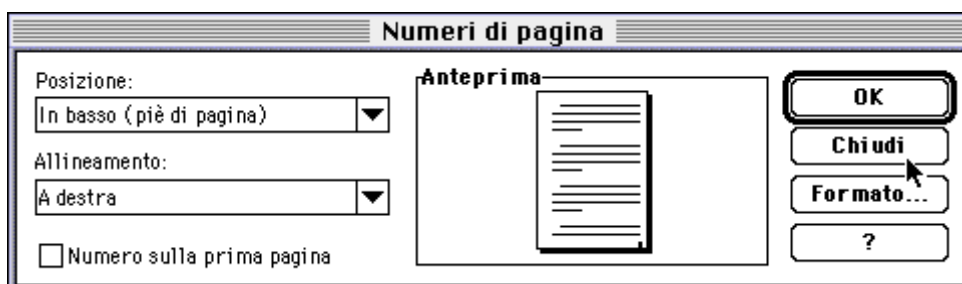 Numeri di pagina
Posizione:
In basso (piè di pagina)
Allineamento:
A destra
Numero sulla prima pagina
Anteprima
OK
Chiudi
Formato...
?